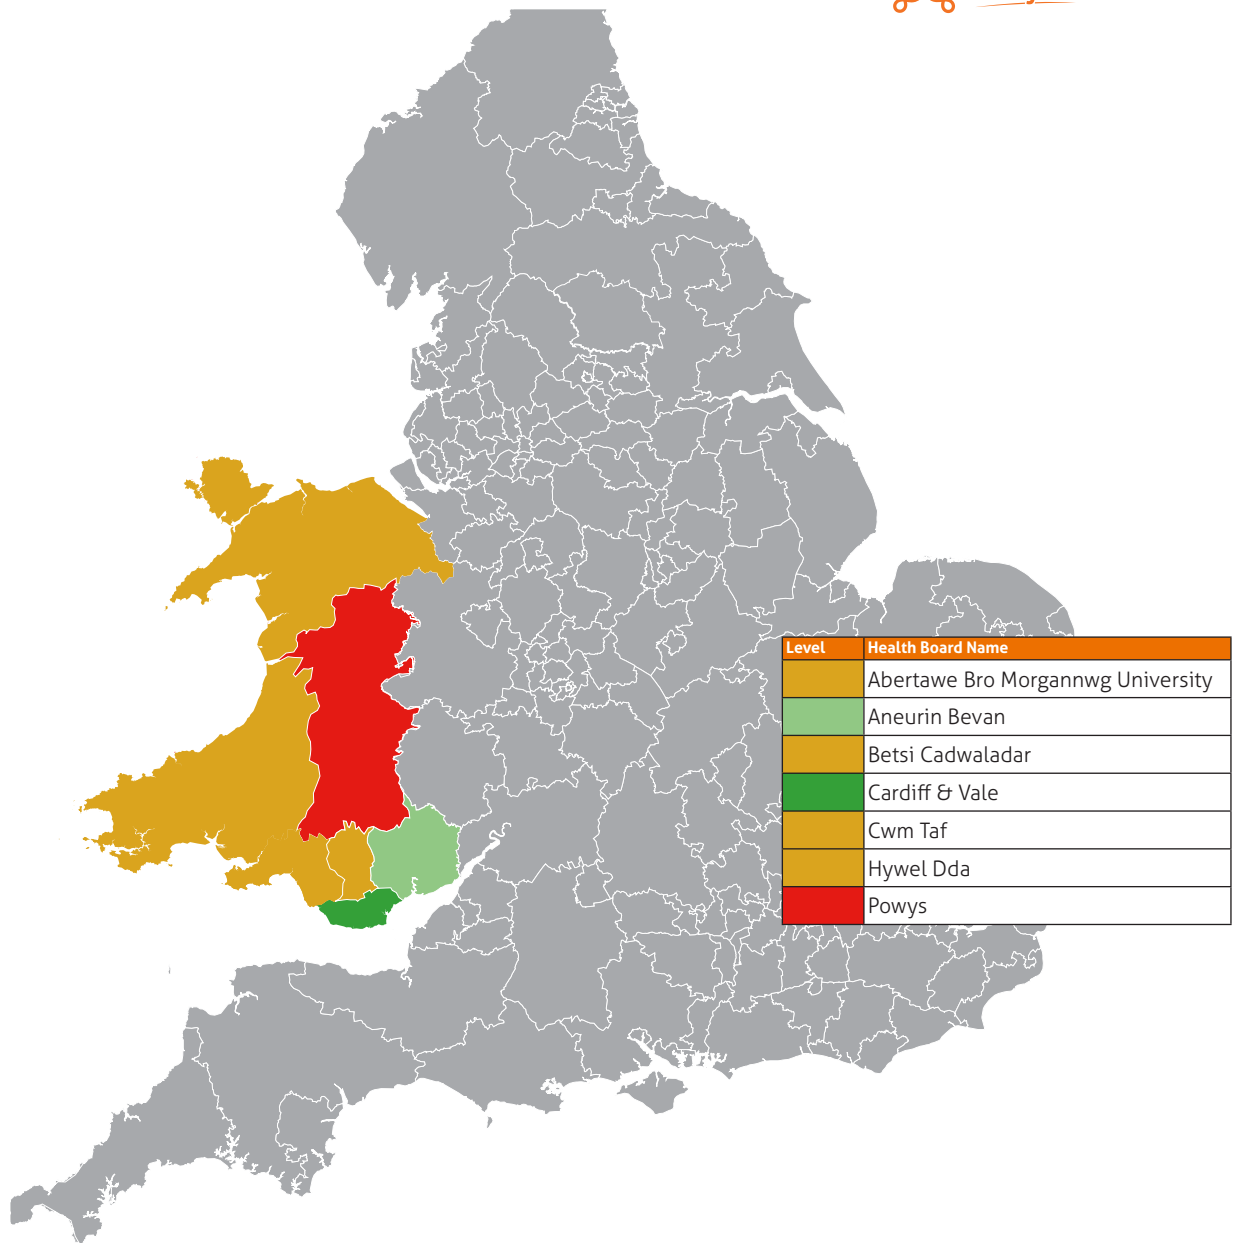 Level Health Board Name
Abertawe Bro Morgannwg University
Aneurin Bevan
Betsi Cadwaladar
Cardiff & Vale
Cwm Taf
Hywel Dda
Powys